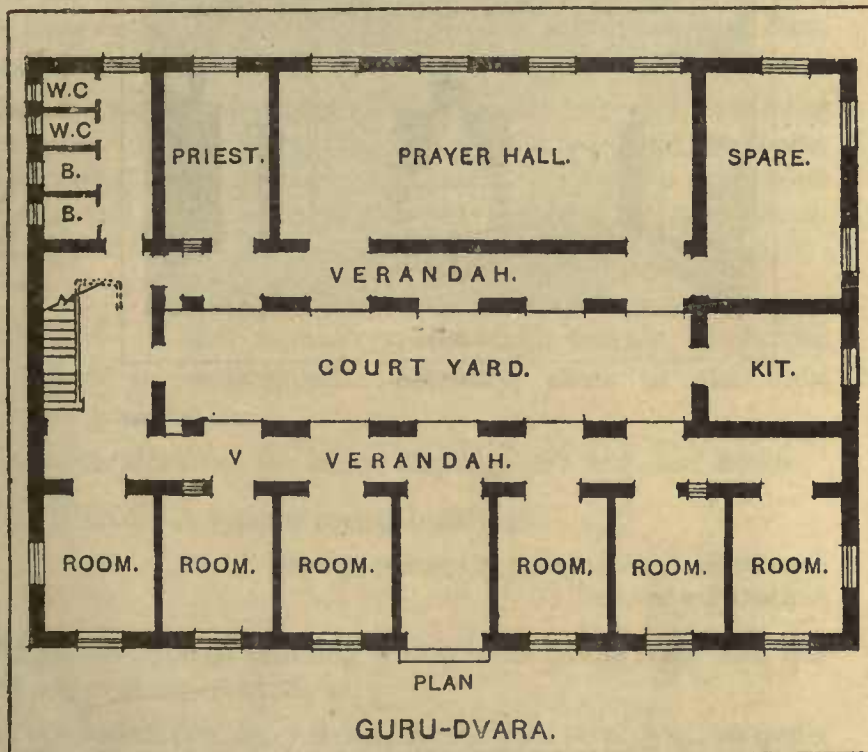 W.C
W.C
B.
B.
PRIEST.
PRAYER HALL.
SPARE.
VERANDAH.
COURT YARD.
KIT.
V
VERANDAH.
ROOM.
ROOM.
ROOM.
ROOM,
ROOM.
ROOM.
PLAN
GURU-DVARA.